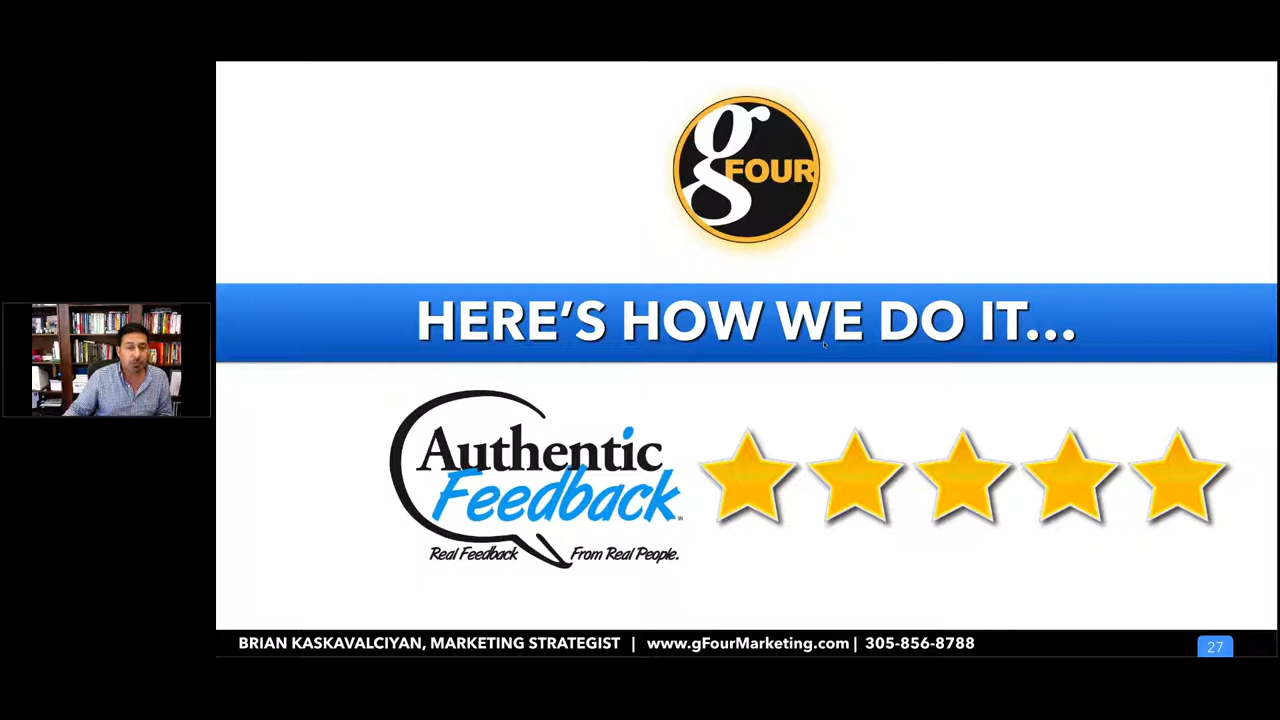 g FOUR
HERE'S HOW WE DO IT...
Authentic
Feedback
Real Feedback From Real People.
BRIAN KASKAVALCIYAN, MARKETING STRATEGIST | www.gFourMarketing.com | 305-856-8788
27